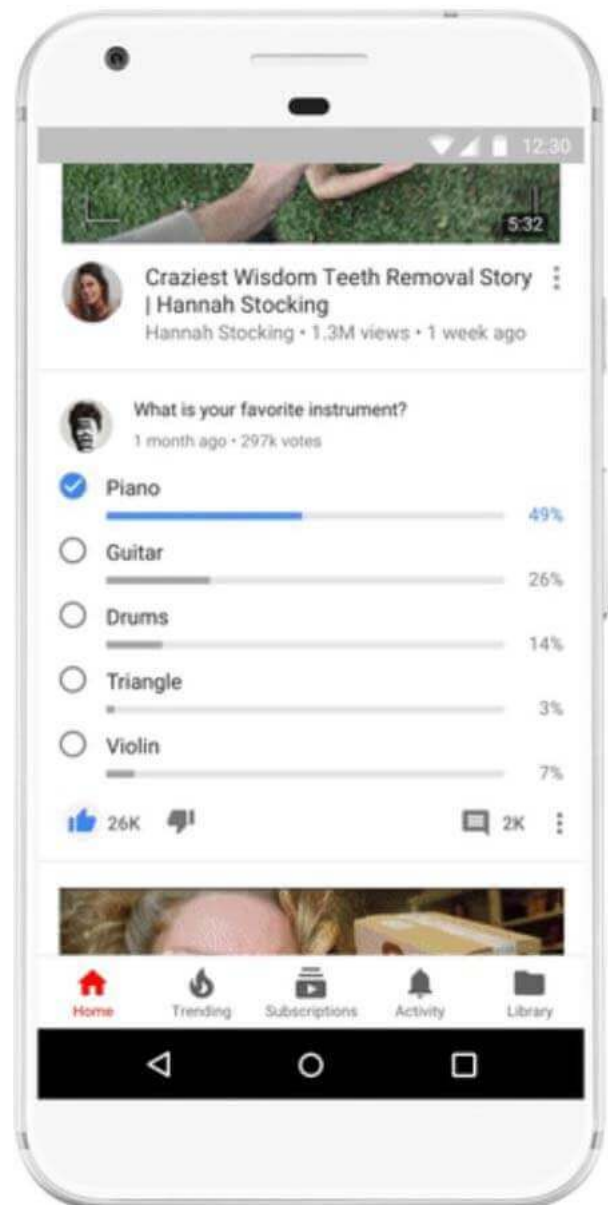 12:30
5:32
Craziest Wisdom Teeth Removal Story
| Hannah Stocking
Hannah Stocking • 1.3M views • 1 week ago
What is your favorite instrument?
1 month ago • 297k votes
Piano
49%
Guitar
26%
Drums
14%
Triangle
3%
Violin
7%
26K
2K
Home
Trending
Subscriptions
Activity
Library